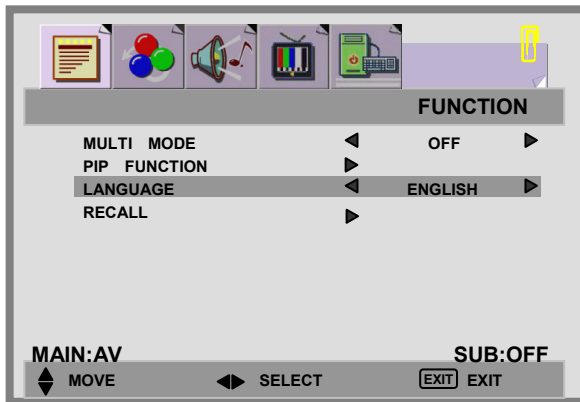 FUNCTION
MULTI MODE OFF
PIP FUNCTION
LANGUAGE ENGLISH
RECALL
MAIN:AV SUB:OFF
MOVE SELECT EXIT EXIT